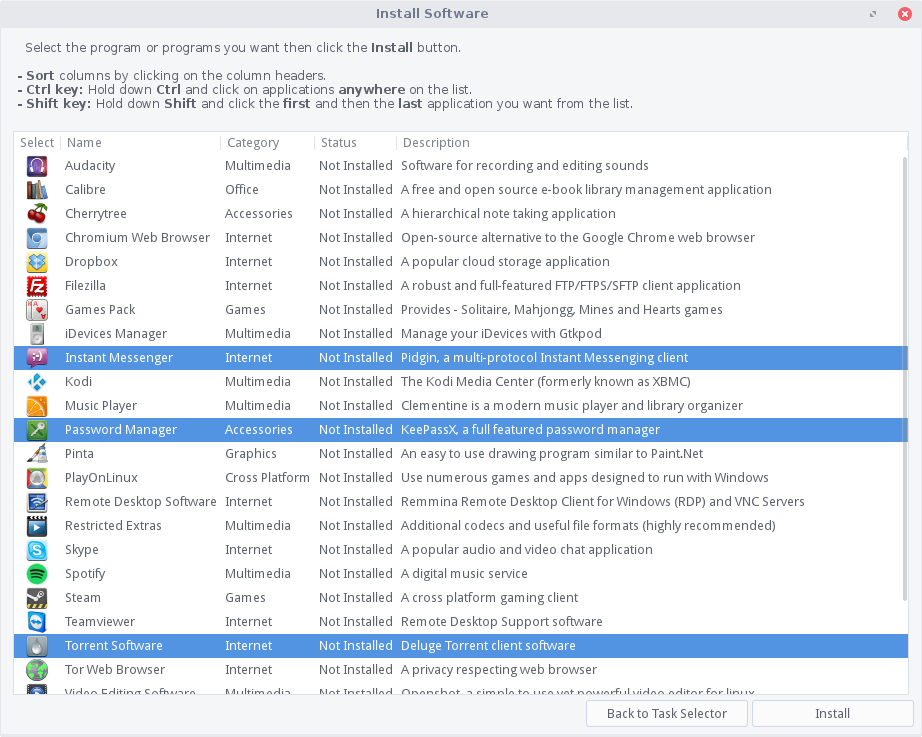 Install Software
Select the program or programs you want then click the Install button.
- Sort columns by clicking on the column headers.
- Ctrl key: Hold down Ctrl and click on applications anywhere on the list.
- Shift key: Hold down Shift and click the first and then the last application you want from the list.
Select Name Category Status Description
Audacity Multimedia Not Installed Software for recording and editing sounds
Calibre Office Not Installed A free and open source e-book library management application
Cherrytree Accessories Not Installed A hierarchical note taking application
Chromium Web Browser Internet Not Installed Open-source alternative to the Google Chrome web browser
Dropbox Internet Not Installed A popular cloud storage application
Filezilla Internet Not Installed A robust and full-featured FTP/FTPS/SFTP client application
Games Pack Games Not Installed Provides - Solitaire, Mahjongg, Mines and Hearts games
iDevices Manager Multimedia Not Installed Manage your iDevices with Gtkpod
Instant Messenger Internet Not Installed Pidgin, a multi-protocol Instant Messenging client
Kodi Multimedia Not Installed The Kodi Media Center (formerly known as XBMC)
Music Player Multimedia Not Installed Clementine is a modern music player and library organizer
Password Manager Accessories Not Installed KeePassX, a full featured password manager
Pinta Graphics Not Installed An easy to use drawing program similar to Paint.Net
PlayOnLinux Cross Platform Not Installed Use numerous games and apps designed to run with Windows
Remote Desktop Software Internet Not Installed Remmina Remote Desktop Client for Windows (RDP) and VNC Servers
Restricted Extras Multimedia Not Installed Additional codecs and useful file formats (highly recommended)
Skype Internet Not Installed A popular audio and video chat application
Spotify Multimedia Not Installed A digital music service
Steam Games Not Installed A cross platform gaming client
Teamviewer Internet Not Installed Remote Desktop Support software
Torrent Software Internet Not Installed Deluge Torrent client software
Tor Web Browser Internet Not Installed A privacy respecting web browser
Video Editing Software Multimedia Not Installed Openshot, a simple to use yet powerful video editor for linux
Back to Task Selector Install